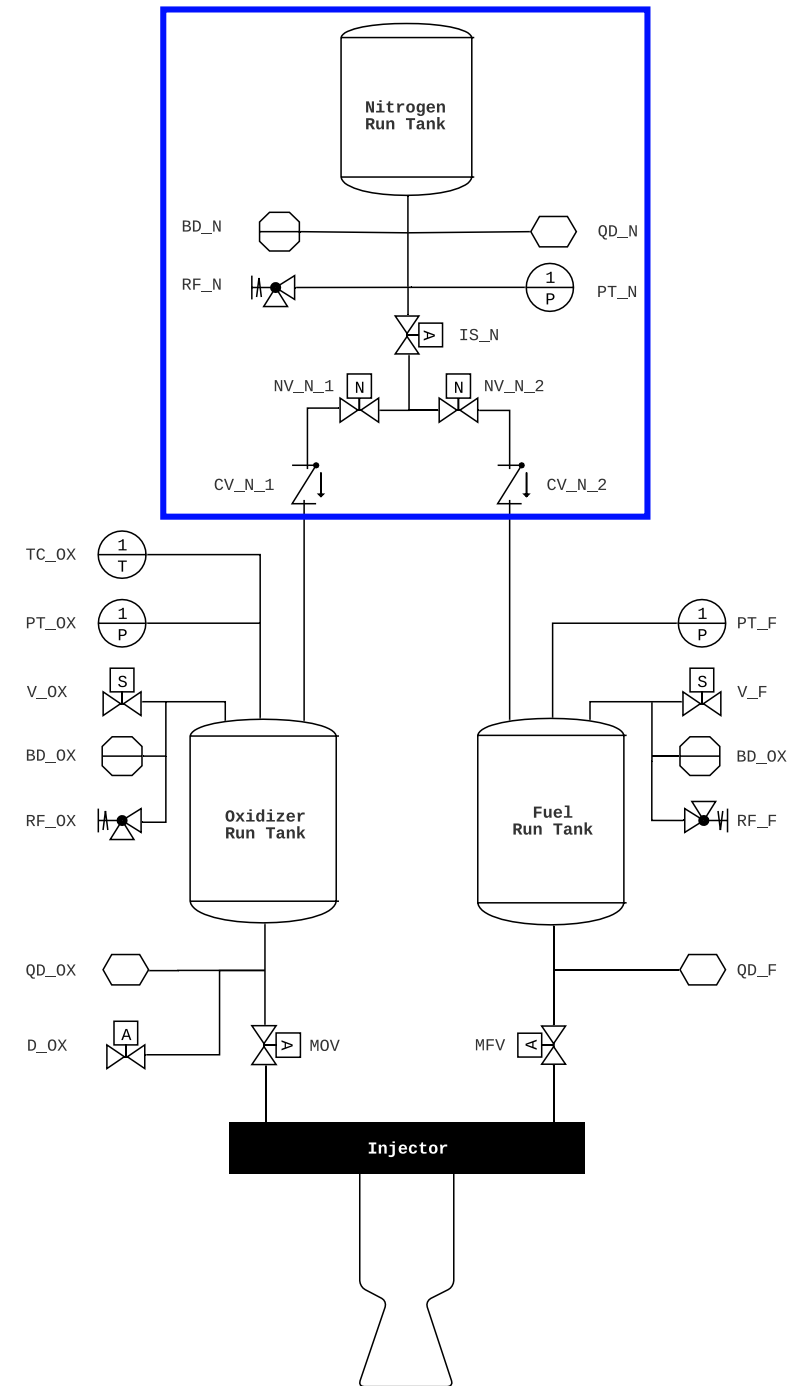 Nitrogen
Run Tank
BD_N
QD_N
RF_N
1
P
PT_N
A
IS_N
NV_N_1
N
N
NV_N_2
CV_N_1
CV_N_2
TC_OX
1
T
PT_OX
1
P
1
P
PT_F
V_OX
S
S
V_F
BD_OX
BD_OX
RF_OX
Oxidizer
Run Tank
Fuel
Run Tank
RF_F
QD_OX
QD_F
D_OX
A
A
MOV
MFV
A
Injector